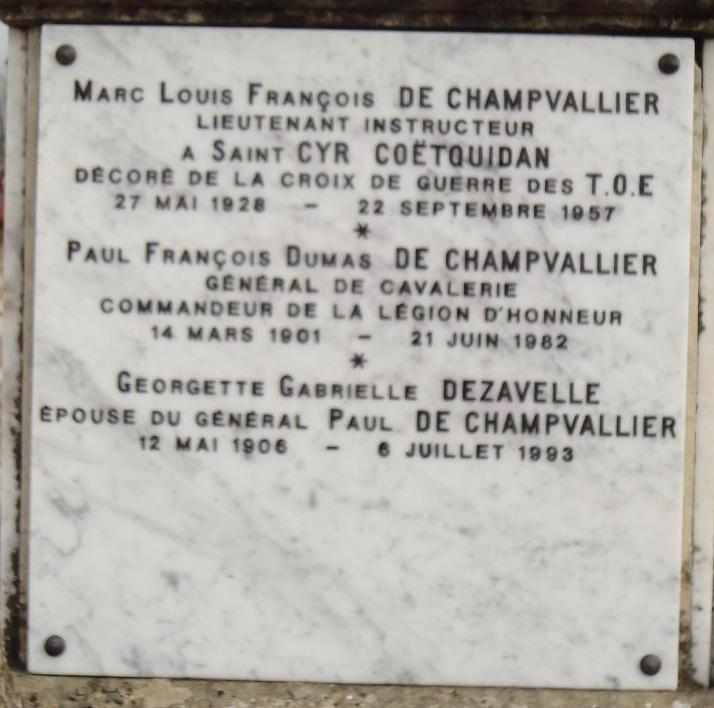 MARC LOUIS FRANÇOIS DE CHAMPVALLIER
LIEUTENANT INSTRUCTEUR
A SAINT CYR COËTQUIDAN
DÉCORÉ DE LA CROIX DE GUERRE DES T.O.E
27 MAI 1928 – 22 SEPTEMBRE 1957
*
PAUL FRANÇOIS DUMAS DE CHAMPVALLIER
GÉNÉRAL DE CAVALERIE
COMMANDEUR DE LA LÉGION D'HONNEUR
14 MARS 1901 – 21 JUIN 1982
*
GEORGETTE GABRIELLE DEZAVELLE
ÉPOUSE DU GÉNÉRAL PAUL DE CHAMPVALLIER
12 MAI 1906 – 6 JUILLET 1993